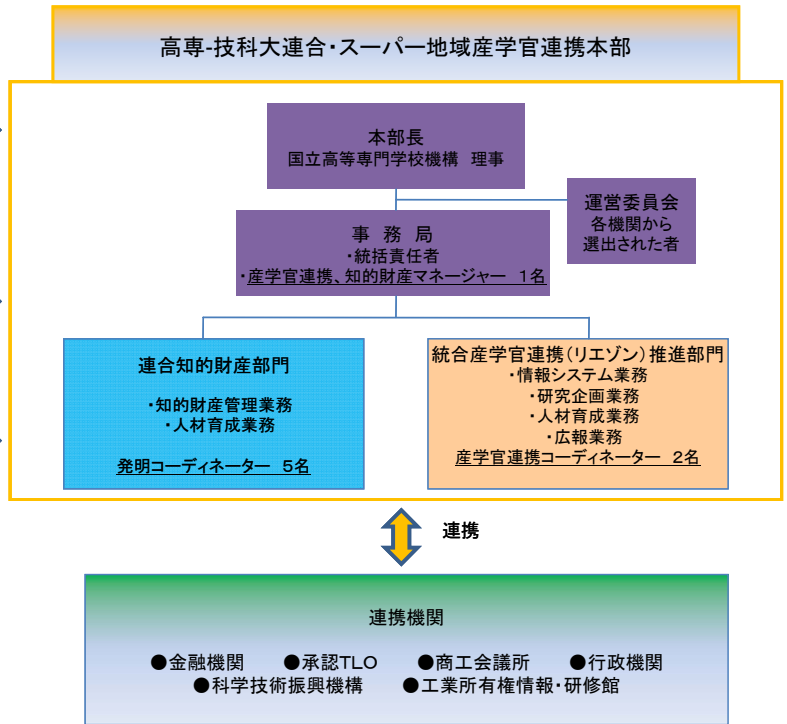 高専-技科大連合・スーパー地域産学官連携本部
本部長
国立高等専門学校機構　理事
運営委員会
各機関から
選出された者
事　務　局
・統括責任者
・産学官連携、知的財産マネージャー　1名
連合知的財産部門
・知的財産管理業務
・人材育成業務
発明コーディネーター　5名
統合産学官連携(リエゾン)推進部門
・情報システム業務
・研究企画業務
・人材育成業務
・広報業務
産学官連携コーディネーター　2名
連携
連携機関
●金融機関　●承認TLO　●商工会議所　●行政機関
●科学技術振興機構　●工業所有権情報・研修館